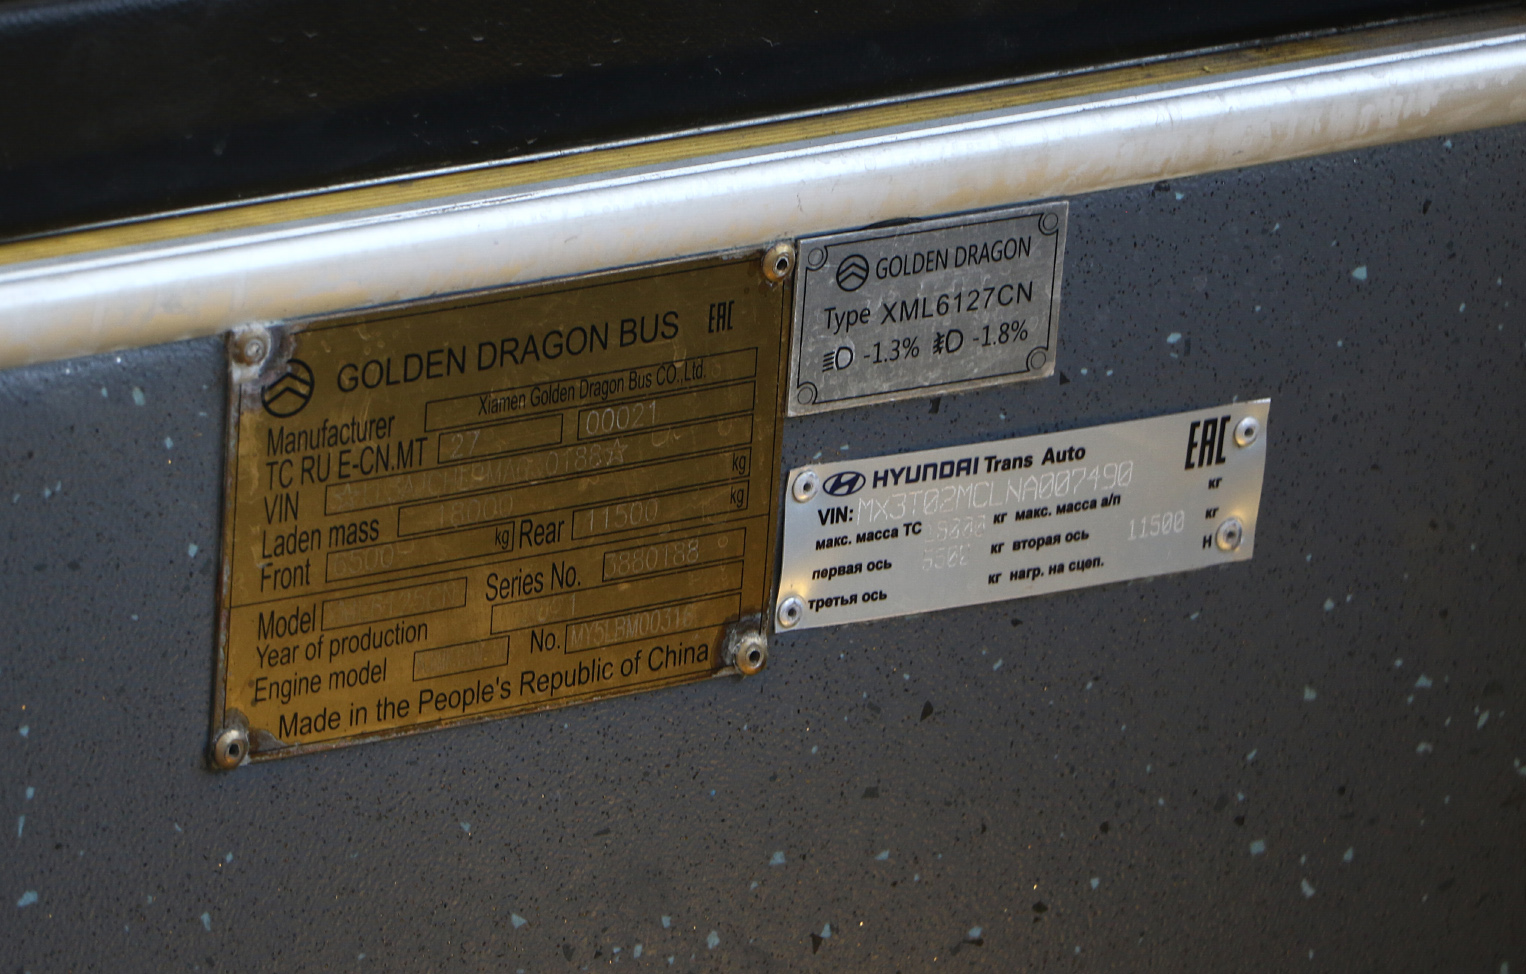 GOLDEN DRAGON BUS EAC
Manufacturer Xiamen Golden Dragon Bus CO.,Ltd.
TC RU E-CN.MT 27 00021
VIN
Laden mass 18000 kg
Front 6500 kg Rear 11500 kg
Model Series No.
Year of production
Engine model No.
Made in the People's Republic of China
GOLDEN DRAGON
Type XML6127CN
-1.3% -1.8%
HYUNDAI Trans Auto EAC
VIN: MX3T02MCLNA007490
макс. масса ТС кг макс. масса а/п кг
первая ось кг вторая ось 11500 кг
третья ось кг нагр. на сцеп. Н